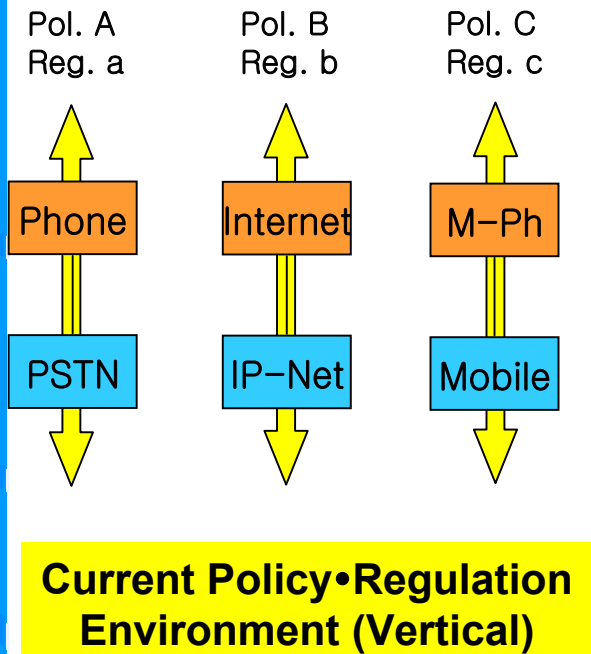 Pol. A
Reg. a
Pol. B
Reg. b
Pol. C
Reg. c
Phone
Internet
M-Ph
PSTN
IP-Net
Mobile
Current Policy•Regulation
Environment (Vertical)